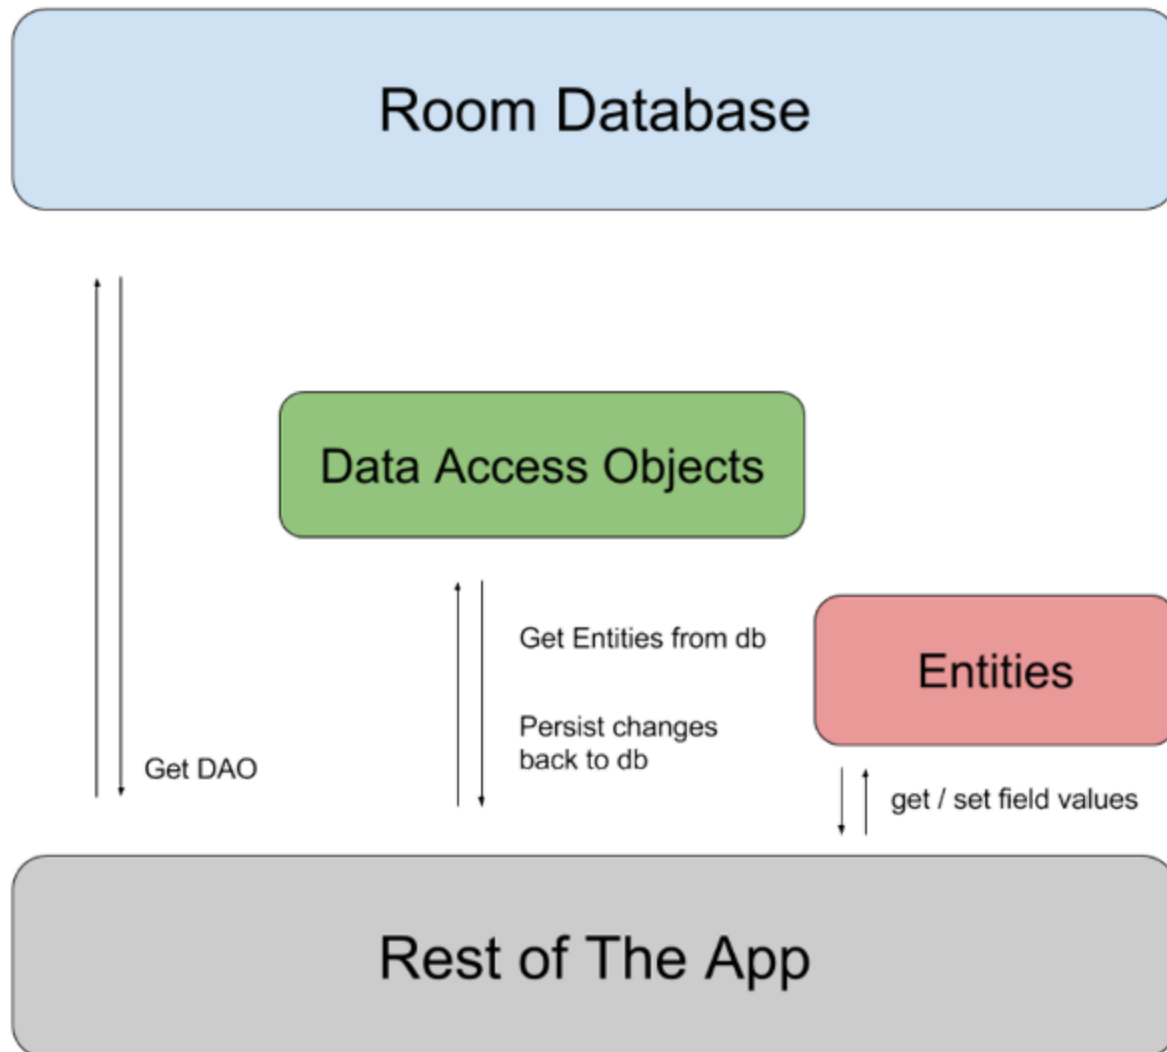 Room Database
Data Access Objects
Get Entities from db
Entities
Persist changes
back to db
Get DAO
get / set field values
Rest of The App